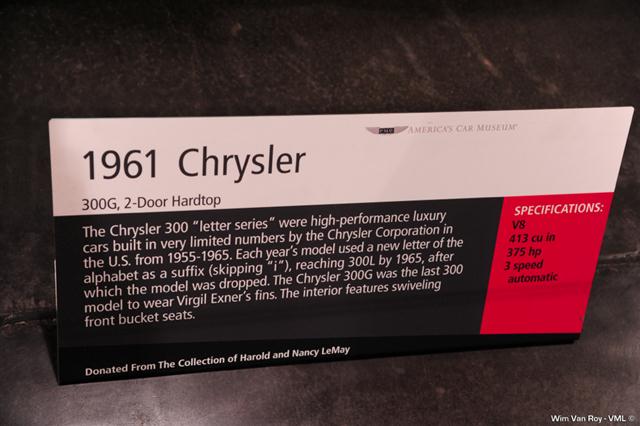 AMERICA'S CAR MUSEUM
1961 Chrysler
300G, 2-Door Hardtop
The Chrysler 300 "letter series" were high-performance luxury
cars built in very limited numbers by the Chrysler Corporation in
the U.S. from 1955-1965. Each year's model used a new letter of the
alphabet as a suffix (skipping "i"), reaching 300L by 1965, after
which the model was dropped. The Chrysler 300G was the last 300
model to wear Virgil Exner's fins. The interior features swiveling
front bucket seats.
SPECIFICATIONS:
V8
413 cu in
375 hp
3 speed
automatic
Donated From The Collection of Harold and Nancy LeMay
Wim Van Roy - VML ©